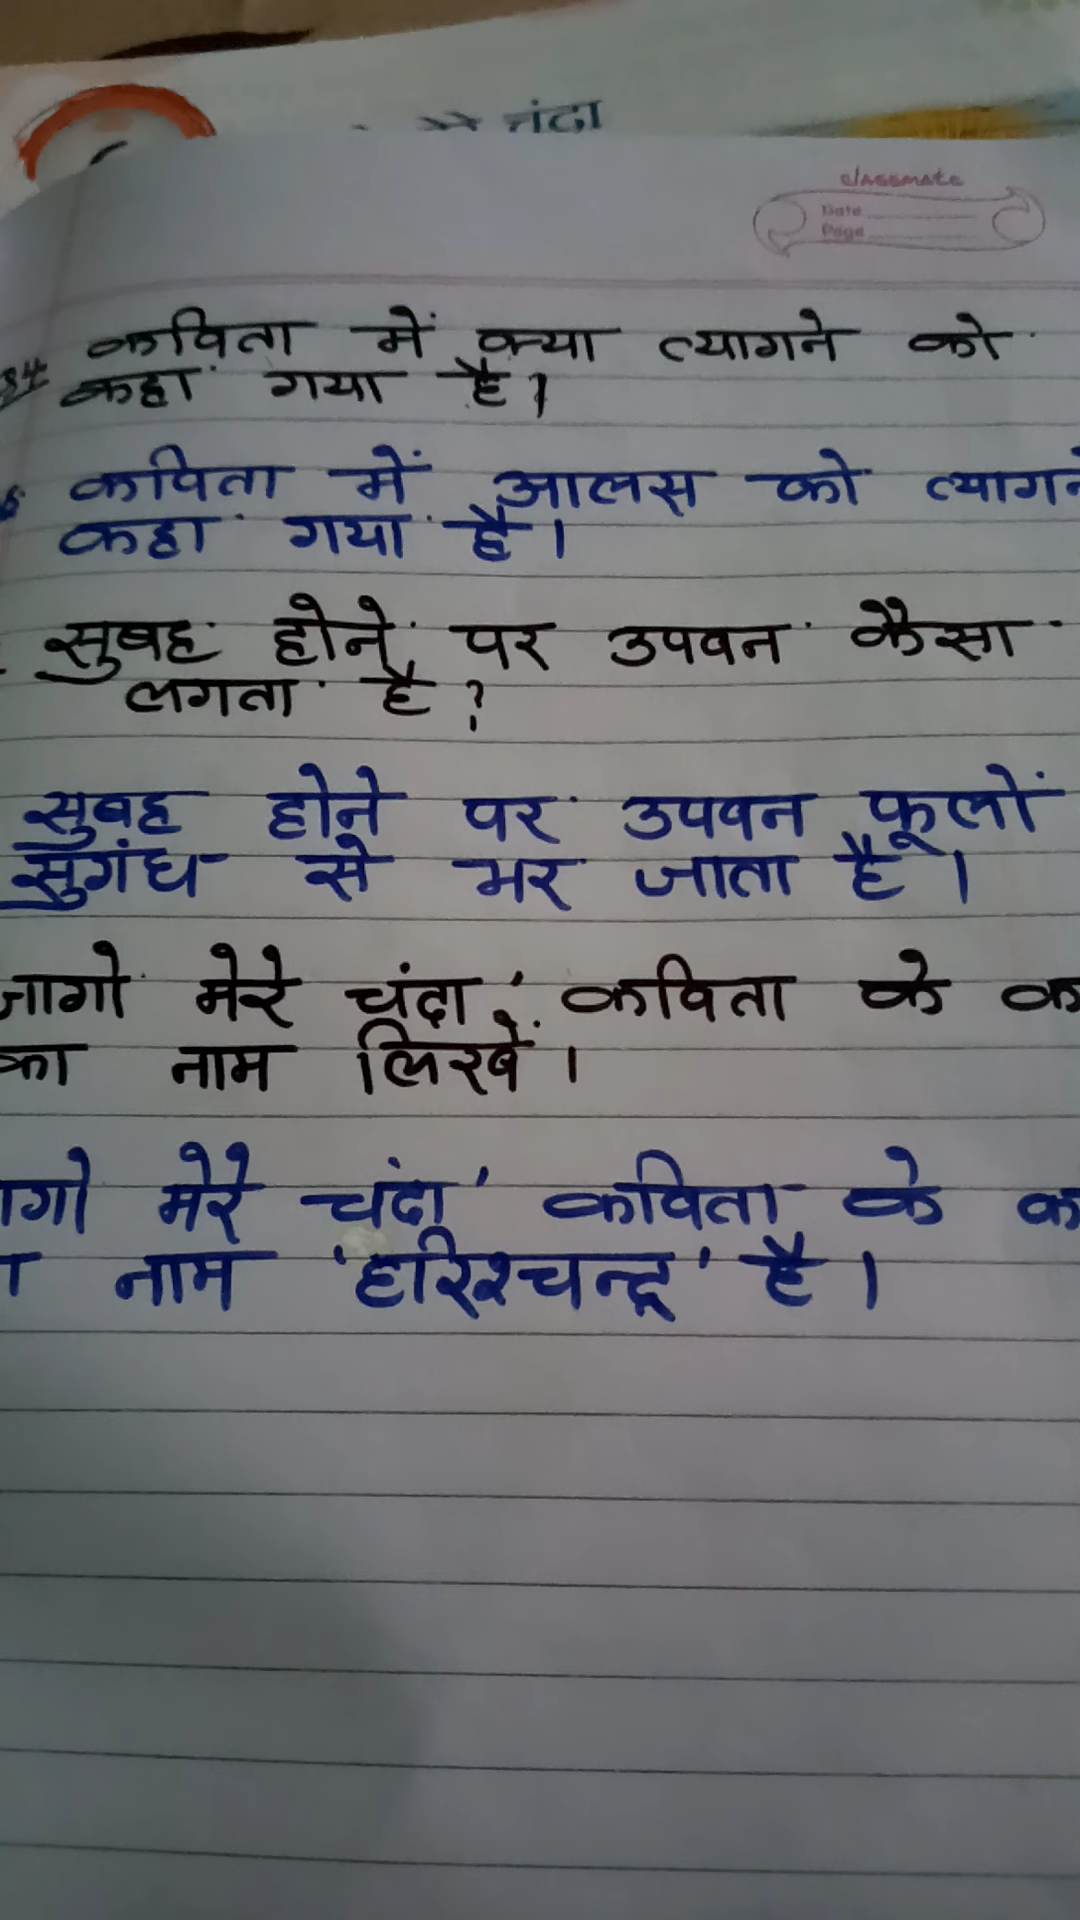 चंदा
classmate
Date
Page
कविता में क्या त्यागने को
कहा गया है?
कविता में आलस को त्यागने
कहा गया है।
सुबह होने पर उपवन कैसा
लगता है?
सुबह होने पर उपवन फूलों
सुगंध से भर जाता है।
जागो मेरे चंदा' कविता के
का नाम लिखें।
मेरे चंदा' कविता के
नाम 'हरिश्चन्द्र' है।